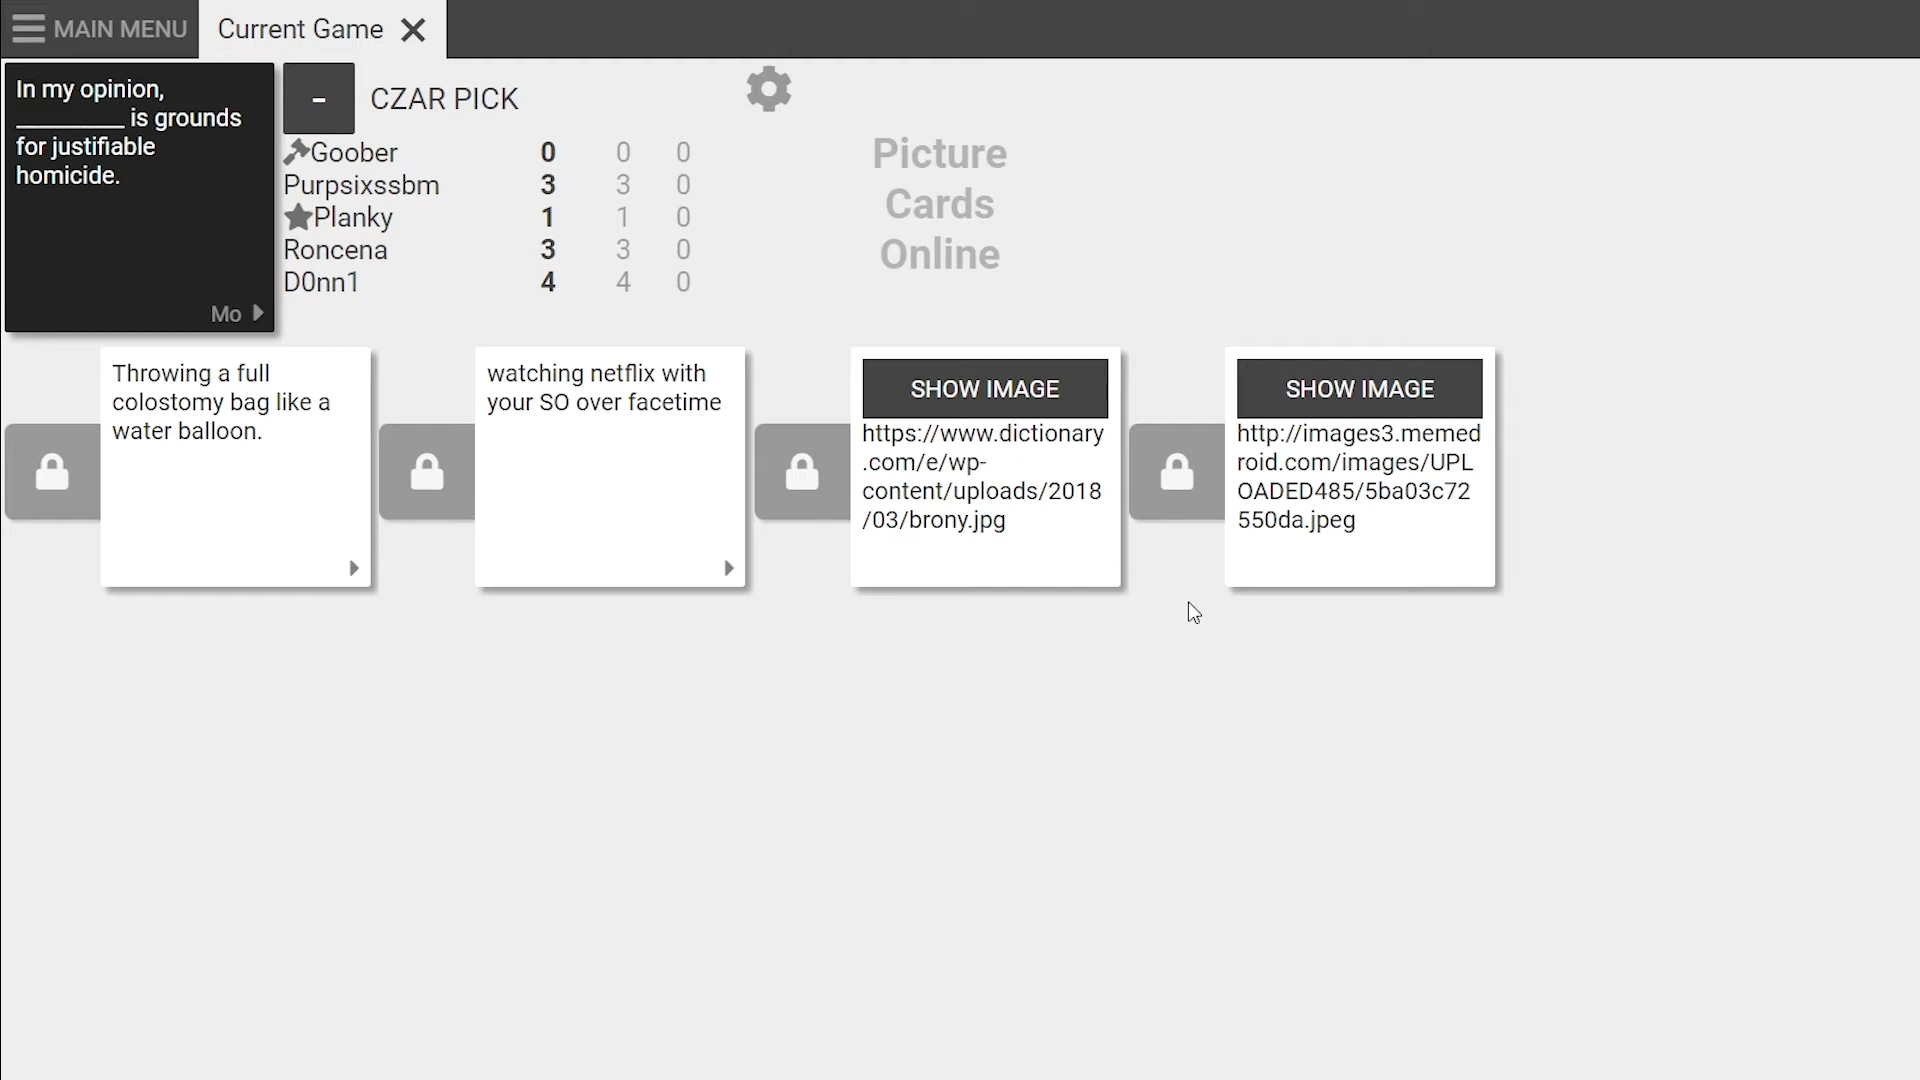 MAIN MENU
Current Game
In my opinion,
_________ is grounds
for justifiable
homicide.
Mo
-
CZAR PICK
Goober 0 0 0
Purpsixssbm 3 3 0
Planky 1 1 0
Roncena 3 3 0
D0nn1 4 4 0
Picture
Cards
Online
Throwing a full
colostomy bag like a
water balloon.
watching netflix with
your SO over facetime
SHOW IMAGE
https://www.dictionary
.com/e/wp-
content/uploads/2018
/03/brony.jpg
SHOW IMAGE
http://images3.memed
roid.com/images/UPL
OADED485/5ba03c72
550da.jpeg